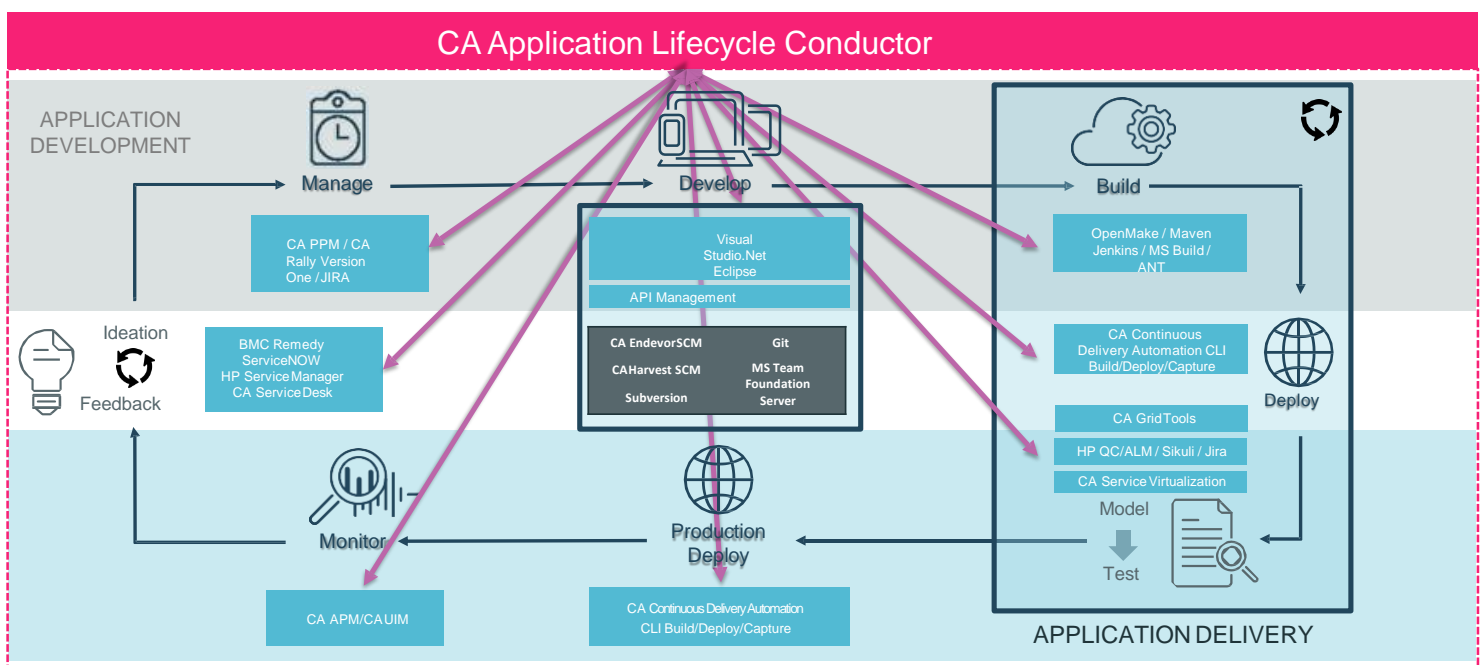 CA Application Lifecycle Conductor
APPLICATION
DEVELOPMENT
Manage
Develop
Build
CA PPM / CA
Rally Version
One /JIRA
Visual
Studio.Net
Eclipse
API Management
OpenMake / Maven
Jenkins / MS Build /
ANT
Ideation
Feedback
BMC Remedy
ServiceNOW
HP Service Manager
CA Service Desk
CA EndevorSCM
CAHarvest SCM
Subversion
Git
MS Team
Foundation
Server
CA Continuous
Delivery Automation CLI
Build/Deploy/Capture
Deploy
CA GridTools
HP QC/ALM / Sikuli / Jira
CA Service Virtualization
Model
Test
Monitor
Production
Deploy
CA APM/CAUIM
CA Continuous Delivery Automation
CLI Build/Deploy/Capture
APPLICATION DELIVERY